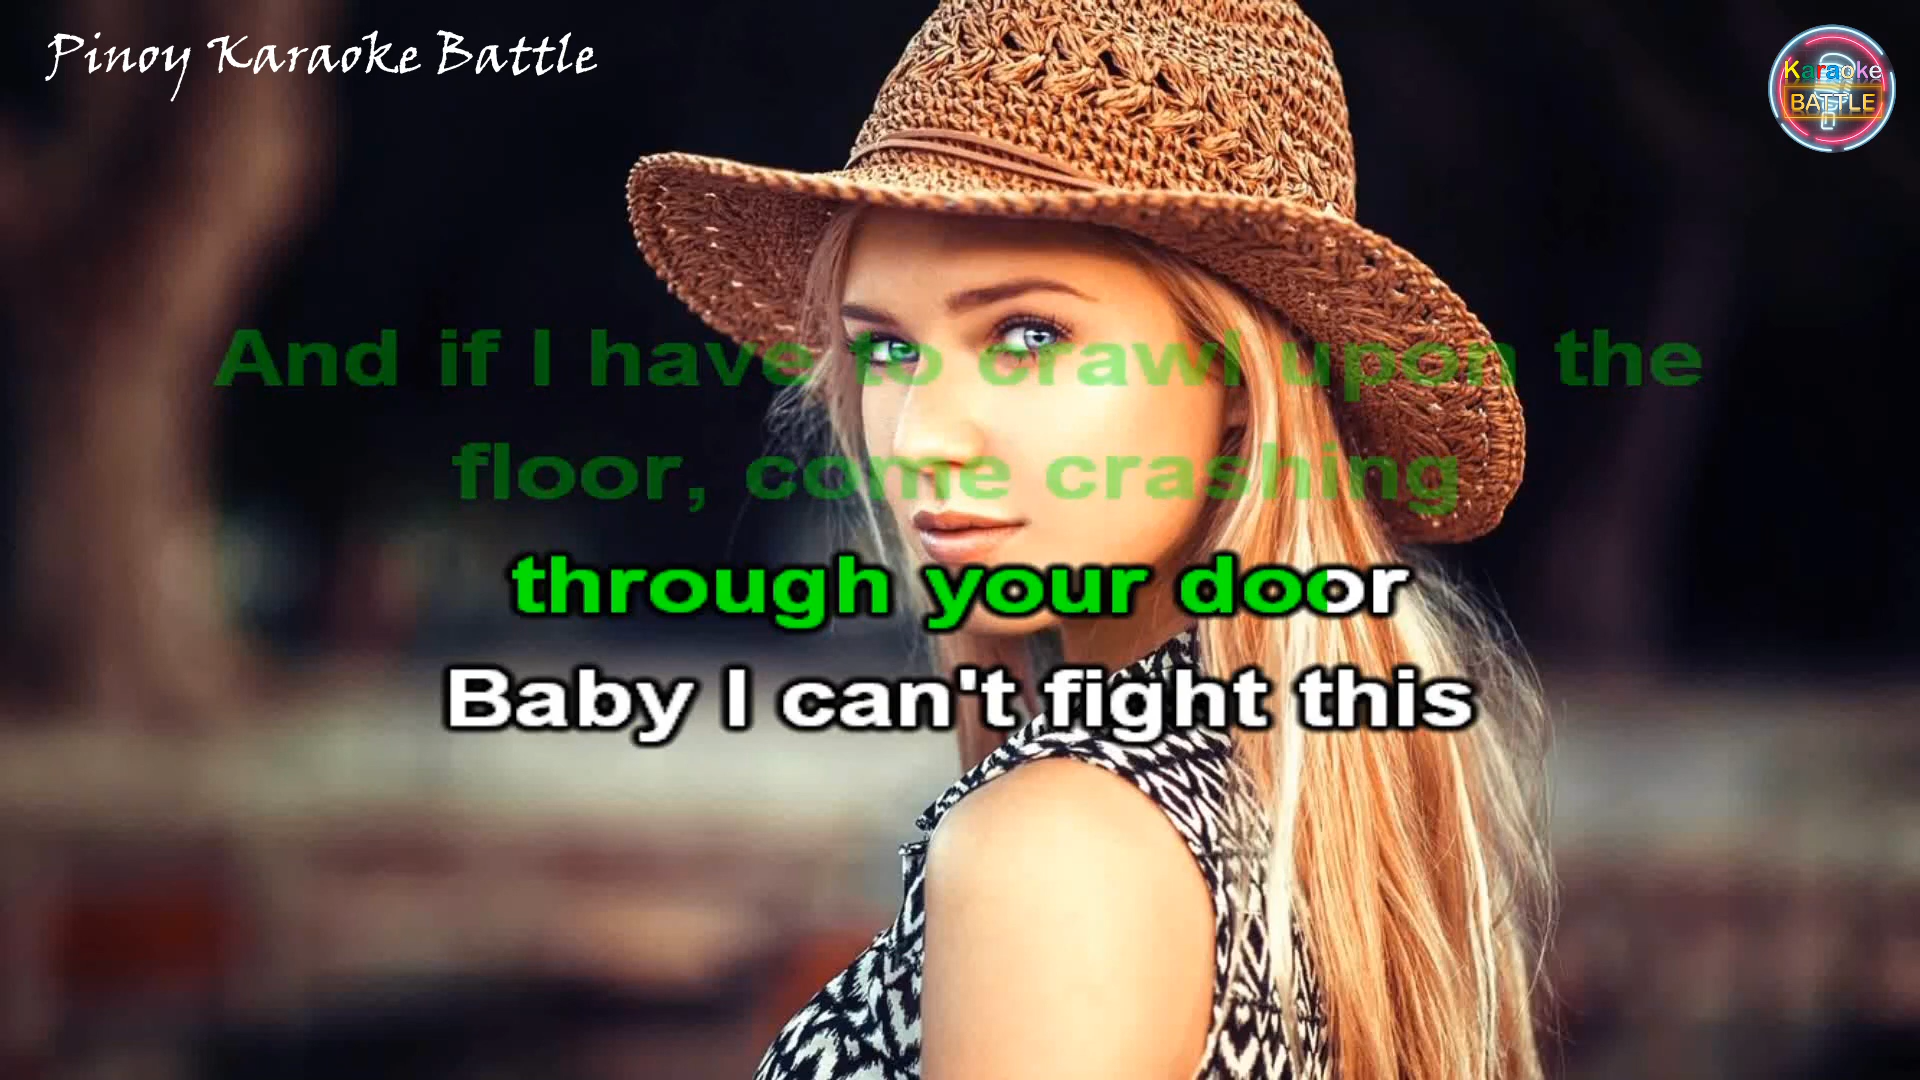 Pinoy Karaoke Battle
Karaoke
BATTLE
And if I have to crawl upon the
floor, come crashing
through your door
Baby I can't fight this